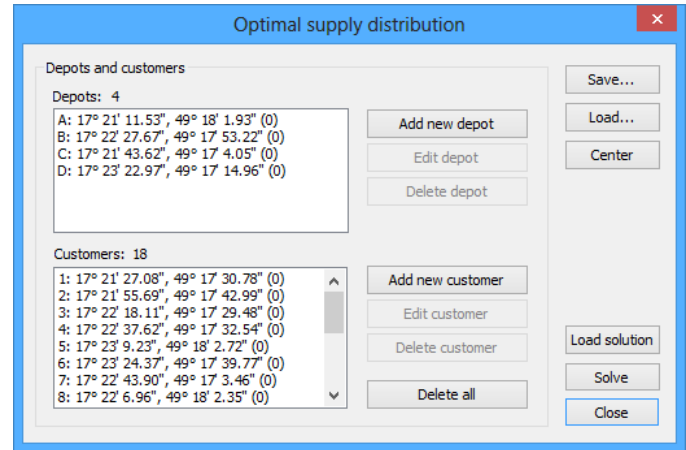 Optimal supply distribution
Depots and customers
Depots: 4
A: 17° 21' 11.53", 49° 18' 1.93" (0)
B: 17° 22' 27.67", 49° 17' 53.22" (0)
C: 17° 21' 43.62", 49° 17' 4.05" (0)
D: 17° 23' 22.97", 49° 17' 14.96" (0)
Add new depot
Edit depot
Delete depot
Customers: 18
1: 17° 21' 27.08", 49° 17' 30.78" (0)
2: 17° 21' 55.69", 49° 17' 42.99" (0)
3: 17° 22' 18.11", 49° 17' 29.48" (0)
4: 17° 22' 37.62", 49° 17' 32.54" (0)
5: 17° 23' 9.23", 49° 18' 2.72" (0)
6: 17° 23' 24.37", 49° 17' 39.77" (0)
7: 17° 22' 43.90", 49° 17' 3.46" (0)
8: 17° 22' 6.96", 49° 18' 2.35" (0)
Add new customer
Edit customer
Delete customer
Delete all
Save...
Load...
Center
Load solution
Solve
Close